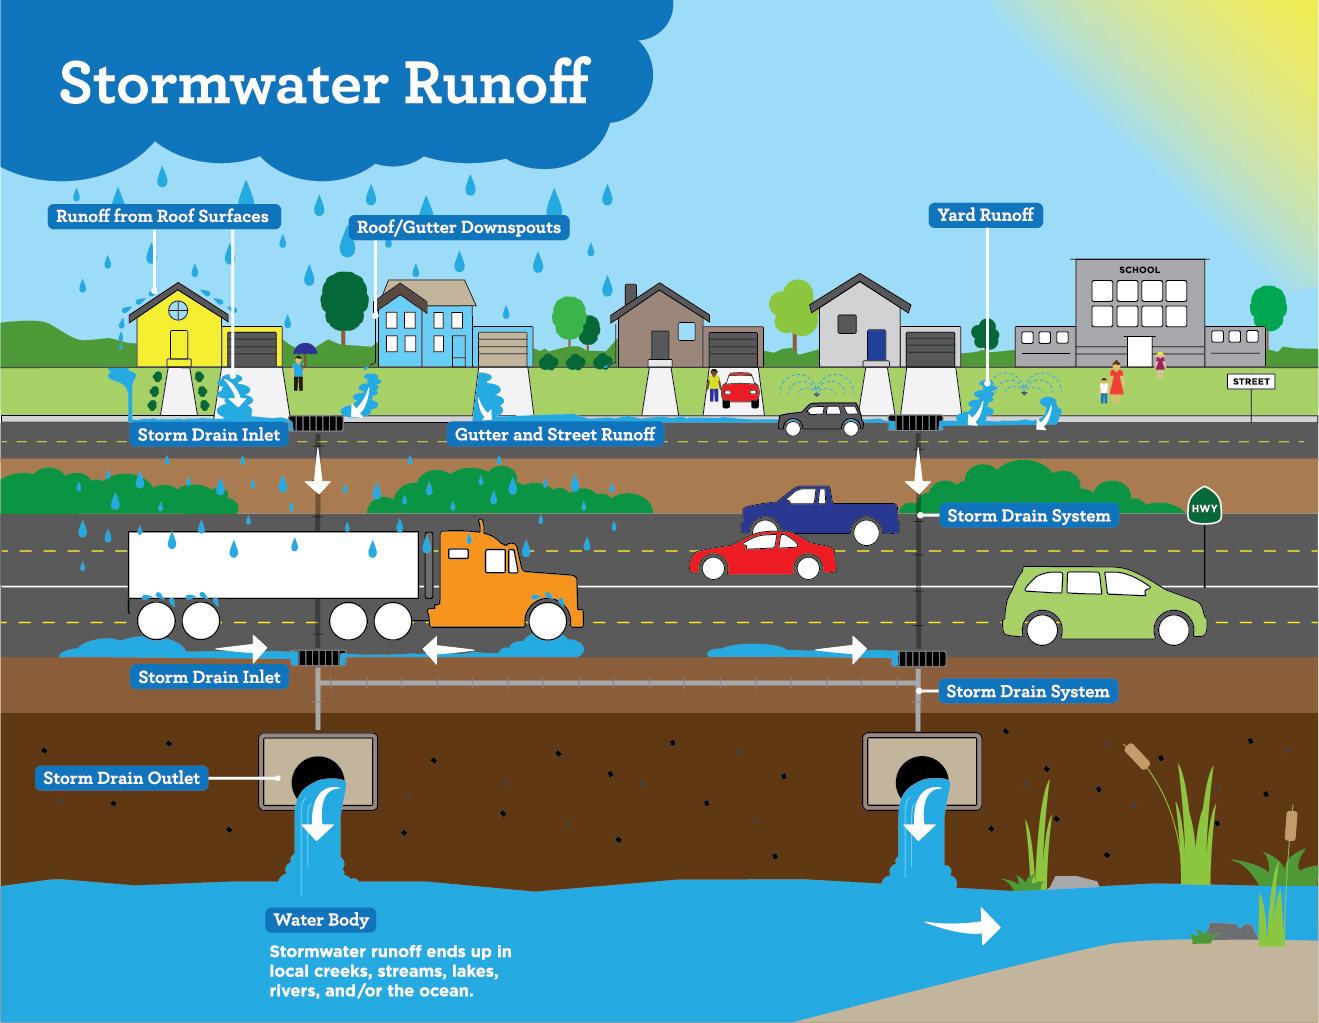 Stormwater Runoff
Runoff from Roof Surfaces
Roof/Gutter Downspouts
Yard Runoff
SCHOOL
STREET
Storm Drain Inlet
Gutter and Street Runoff
HWY
Storm Drain System
Storm Drain Inlet
Storm Drain System
Storm Drain Outlet
Water Body
Stormwater runoff ends up in
local creeks, streams, lakes,
rivers, and/or the ocean.